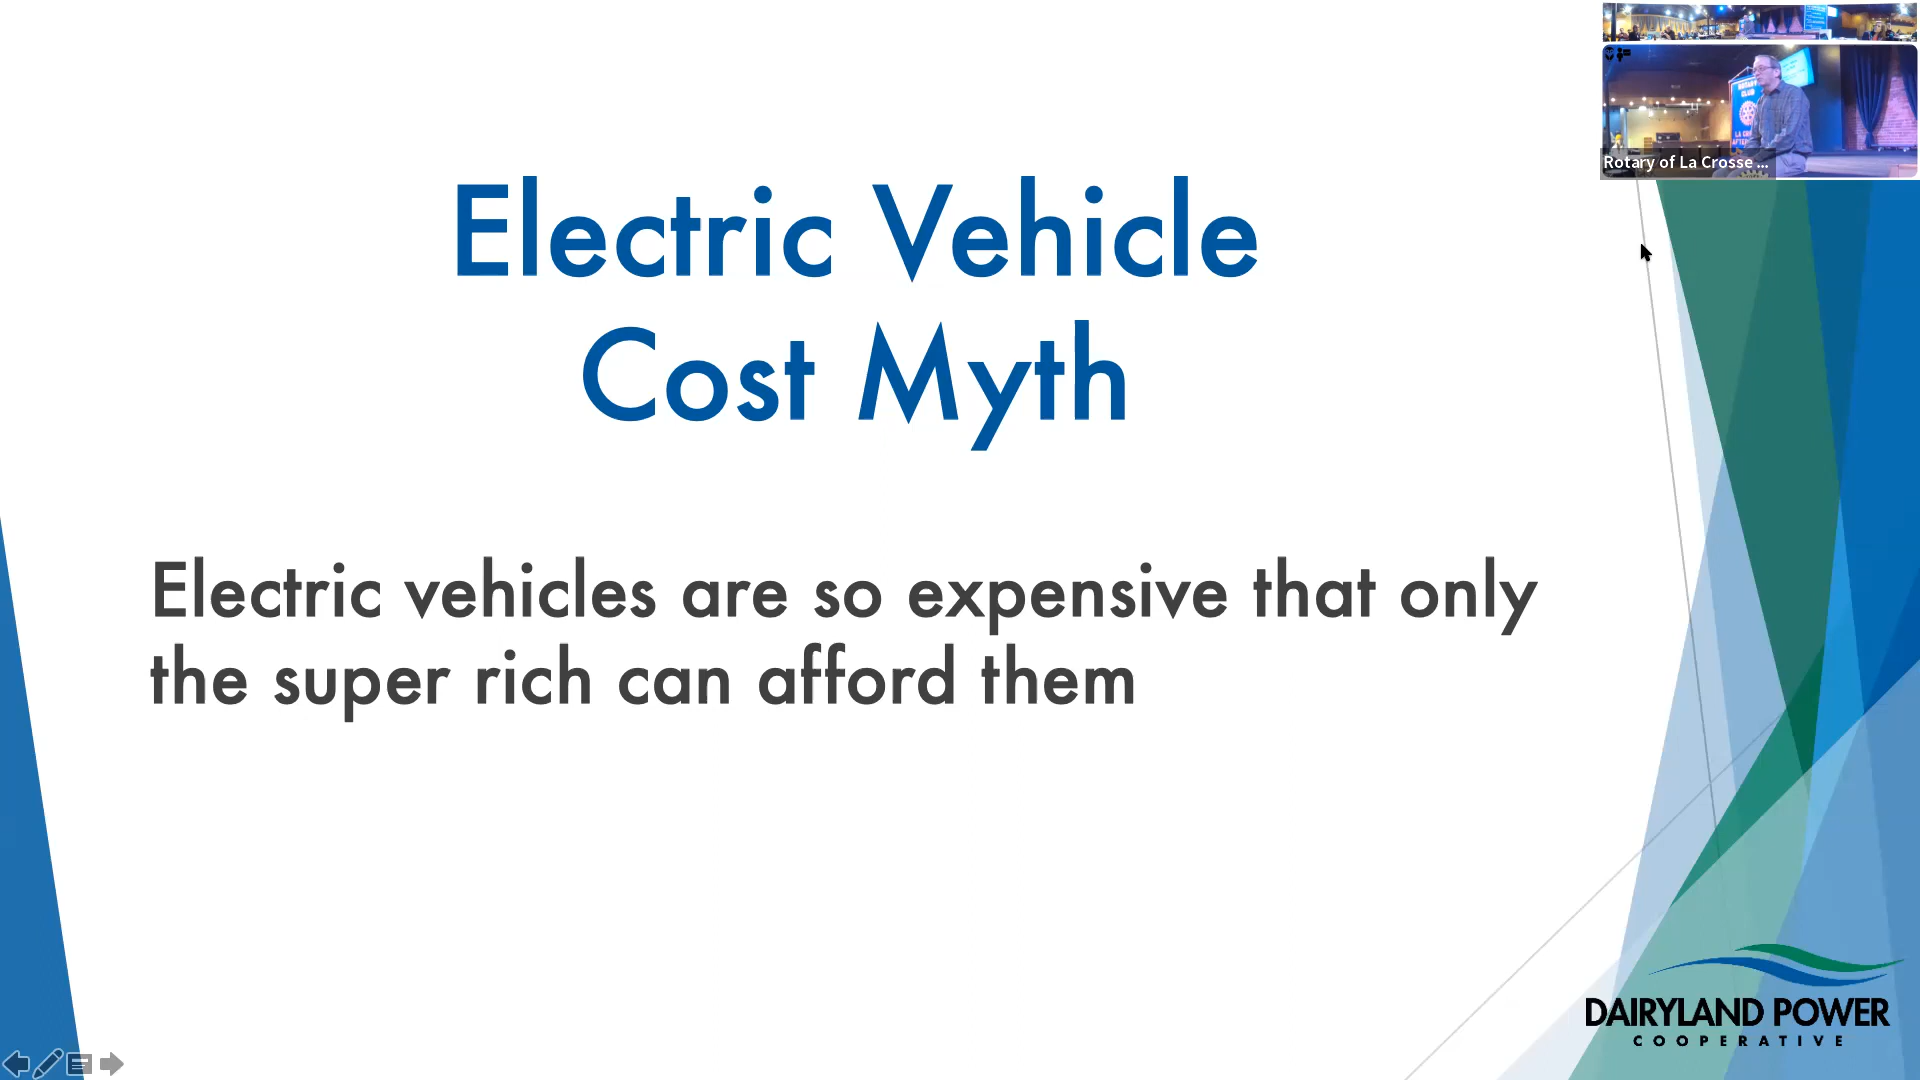 Rotary of La Crosse ...
Electric Vehicle
Cost Myth
Electric vehicles are so expensive that only
the super rich can afford them
DAIRYLAND POWER
COOPERATIVE